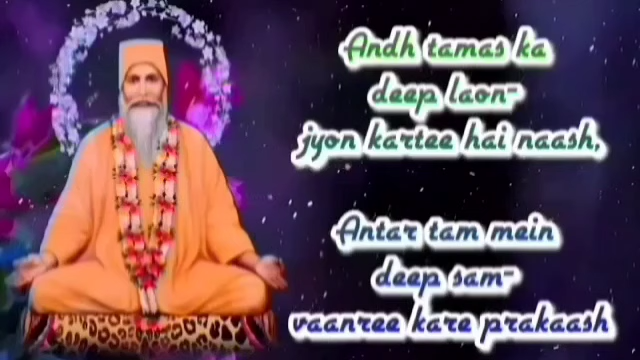 Andh tamas ka
deep laon-
jyon kartee hai naash,
Antar tam mein
deep sam-
vaanree kare prakaash